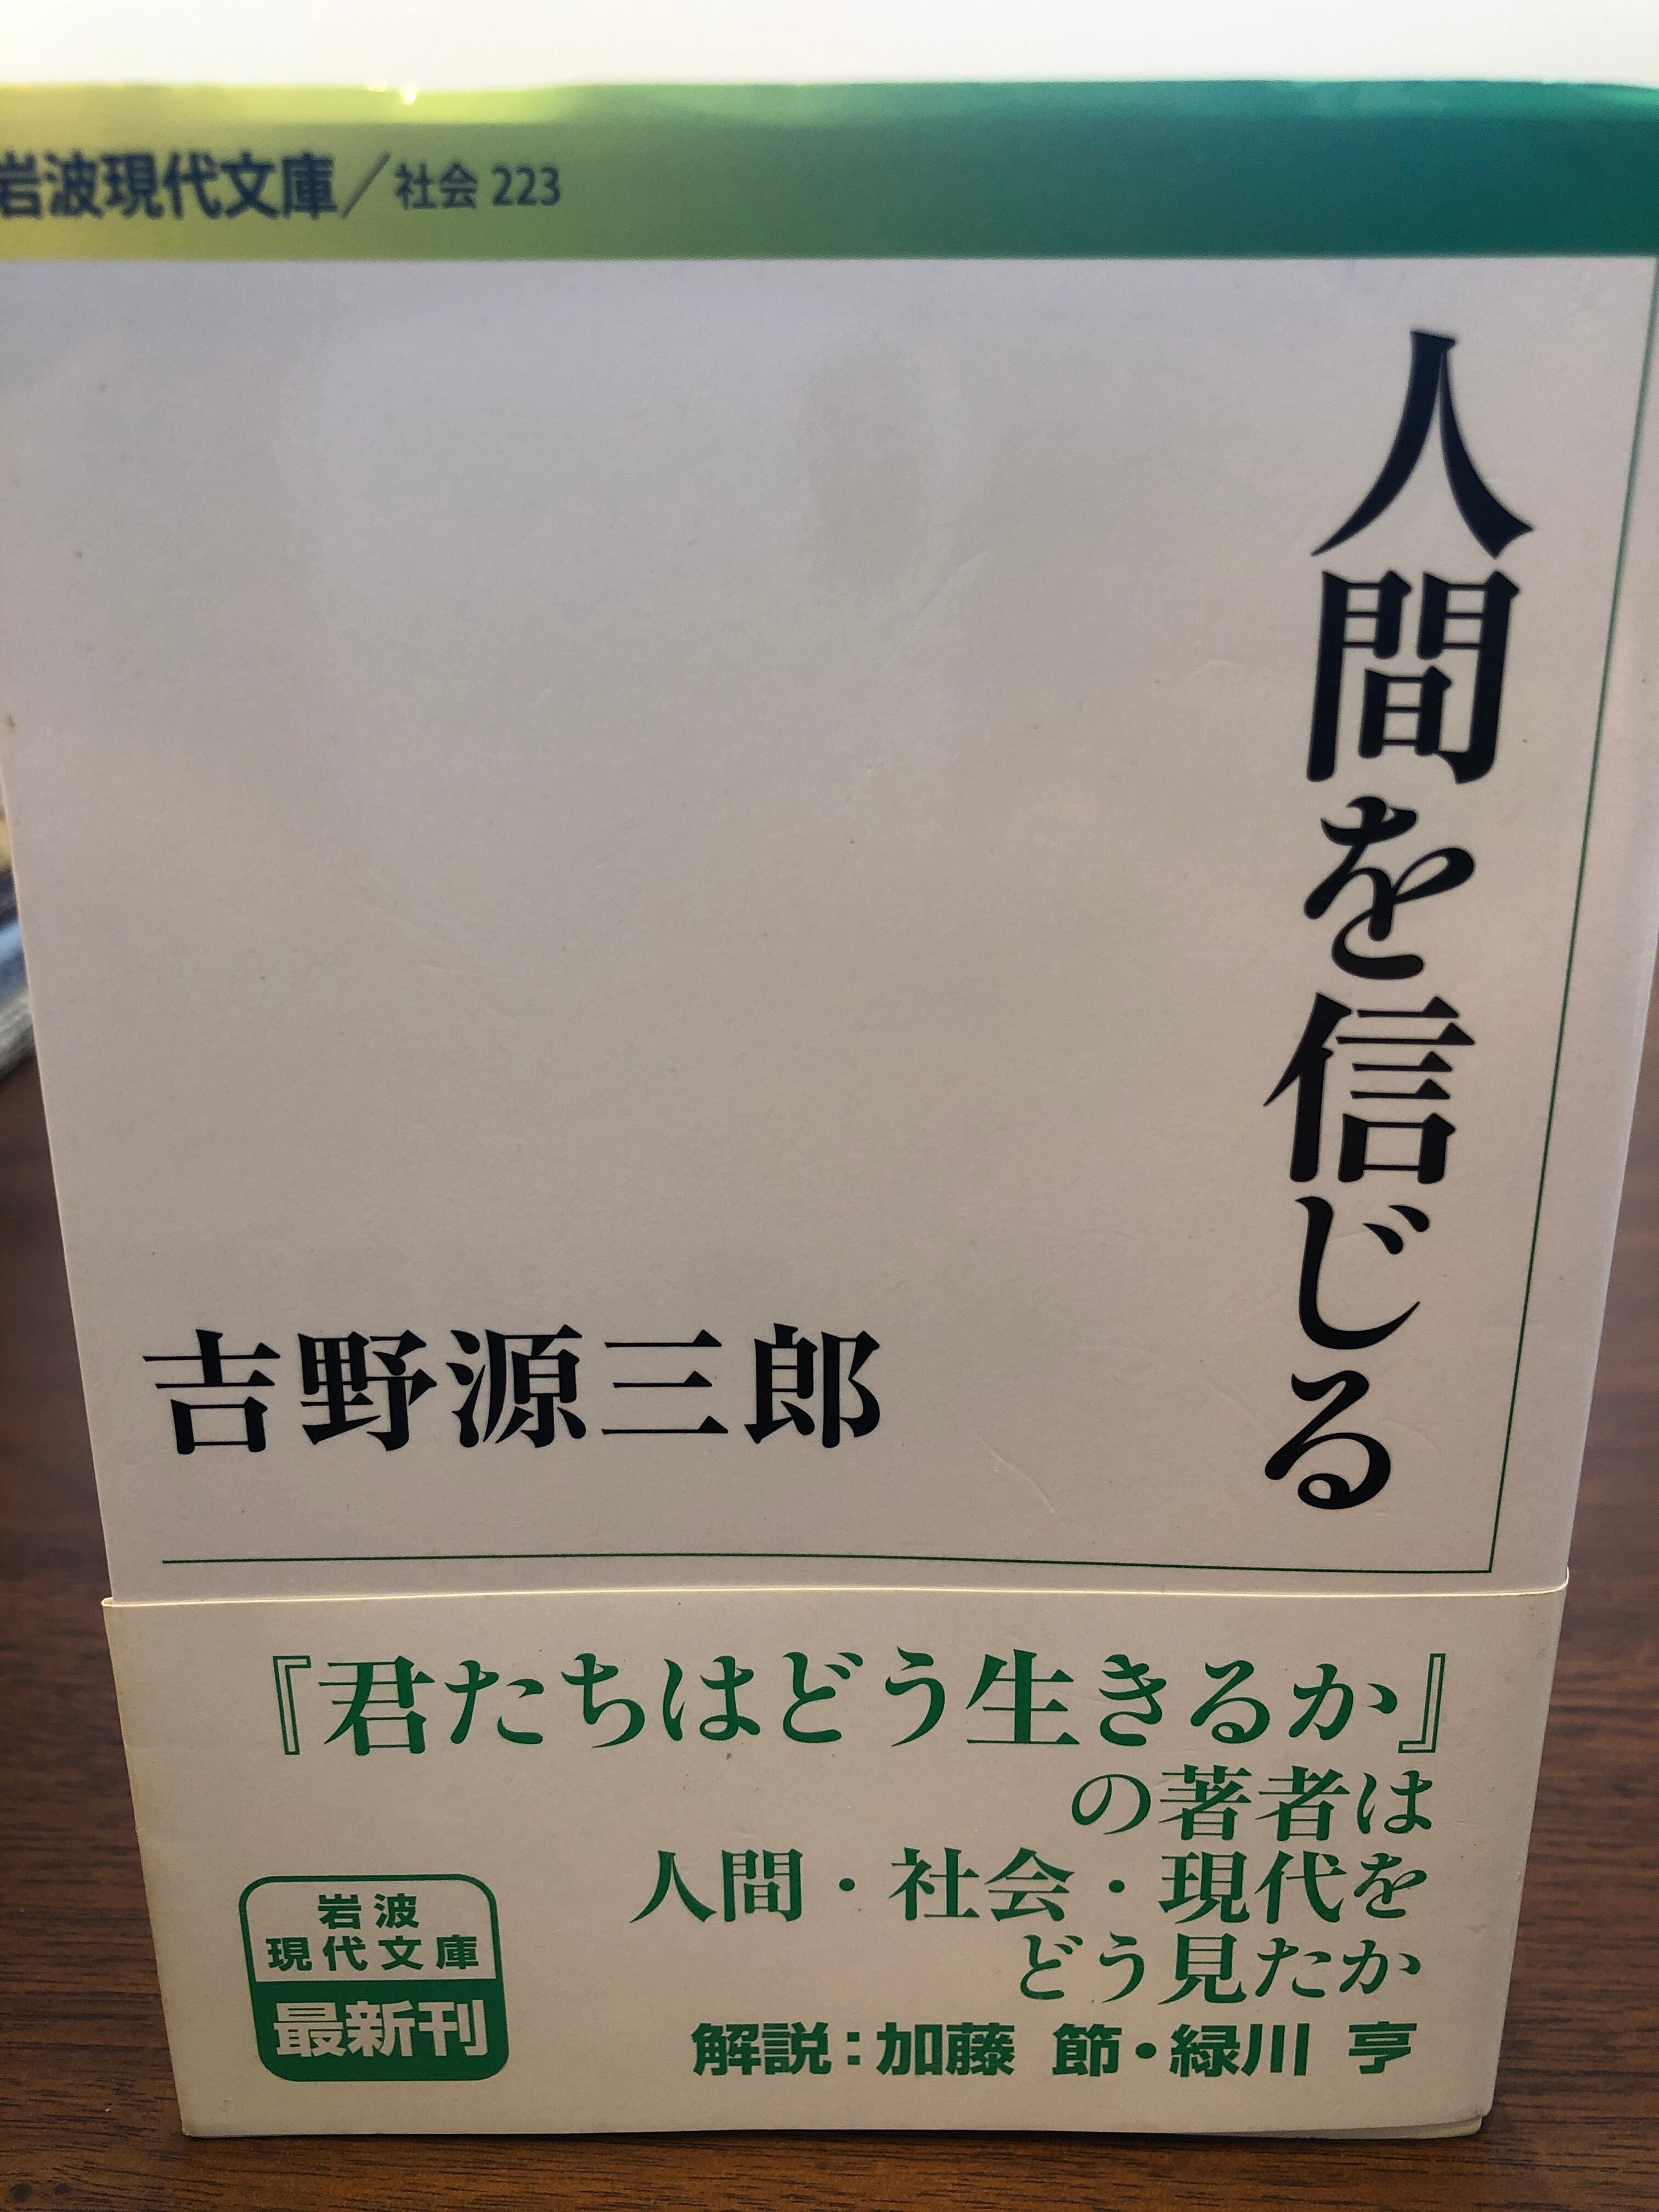 岩波現代文庫/社会 223
人間を信じる
吉野源三郎
『君たちはどう生きるか』
の著者は
人間・社会・現代を
どう見たか
解説:加藤 節・緑川 亨
岩波
現代文庫
最新刊